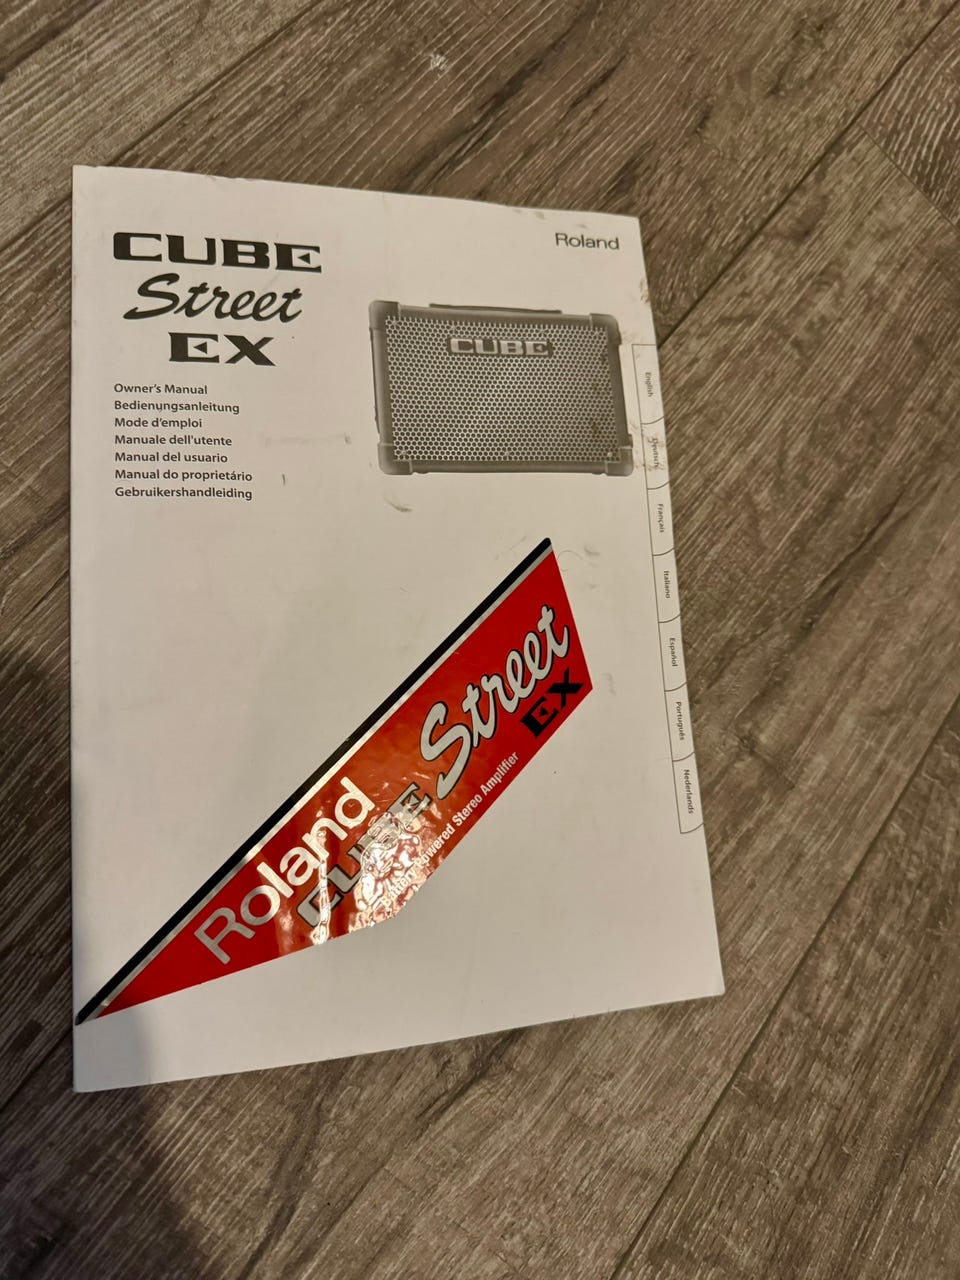 CUBE
Street
EX
Roland
CUBE
Owner's Manual
Bedienungsanleitung
Mode d'emploi
Manuale dell'utente
Manual del usuario
Manual do proprietário
Gebruikershandleiding
English
Deutsch
Français
Italiano
Español
Português
Nederlands
Roland
CUBE Street
EX
Battery Powered Stereo Amplifier